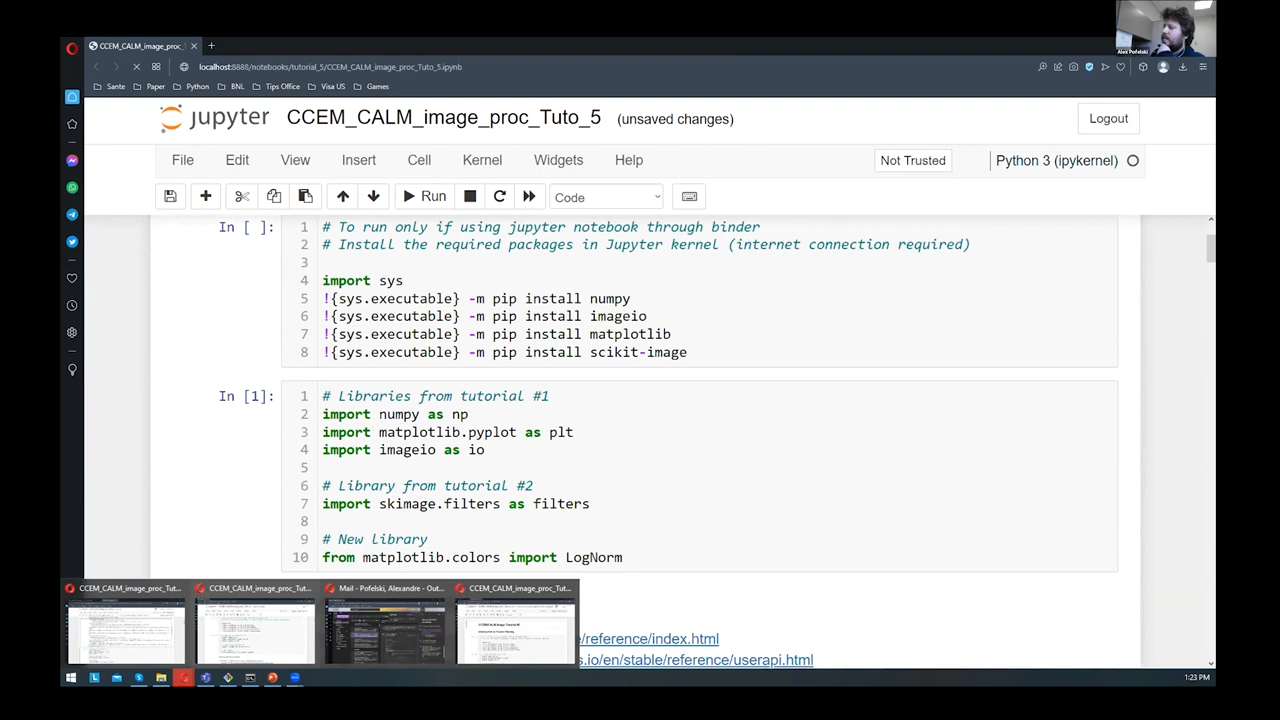 Alex Pofelski
CCEM_CALM_image_proc_
localhost:8888/notebooks/tutorial_5/CCEM_CALM_image_proc_Tuto_5.ipynb
Sante Paper Python BNL Tips Office Visa US Games
jupyter CCEM_CALM_image_proc_Tuto_5 (unsaved changes) Logout
File Edit View Insert Cell Kernel Widgets Help Not Trusted Python 3 (ipykernel)
Run Code
In [ ]: 1 # To run only if using jupyter notebook through binder
2 # Install the required packages in Jupyter kernel (internet connection required)
3
4 import sys
5 !{sys.executable} -m pip install numpy
6 !{sys.executable} -m pip install imageio
7 !{sys.executable} -m pip install matplotlib
8 !{sys.executable} -m pip install scikit-image
In [1]: 1 # Libraries from tutorial #1
2 import numpy as np
3 import matplotlib.pyplot as plt
4 import imageio as io
5
6 # Library from tutorial #2
7 import skimage.filters as filters
8
9 # New library
10 from matplotlib.colors import LogNorm
CCEM_CALM_image_proc_Tut... CCEM_CALM_image_proc_Tu... Mail - Pofelski, Alexandre - Out... CCEM_CALM_image_proc_Tut...
/reference/index.html
s.io/en/stable/reference/userapi.html
1:23 PM